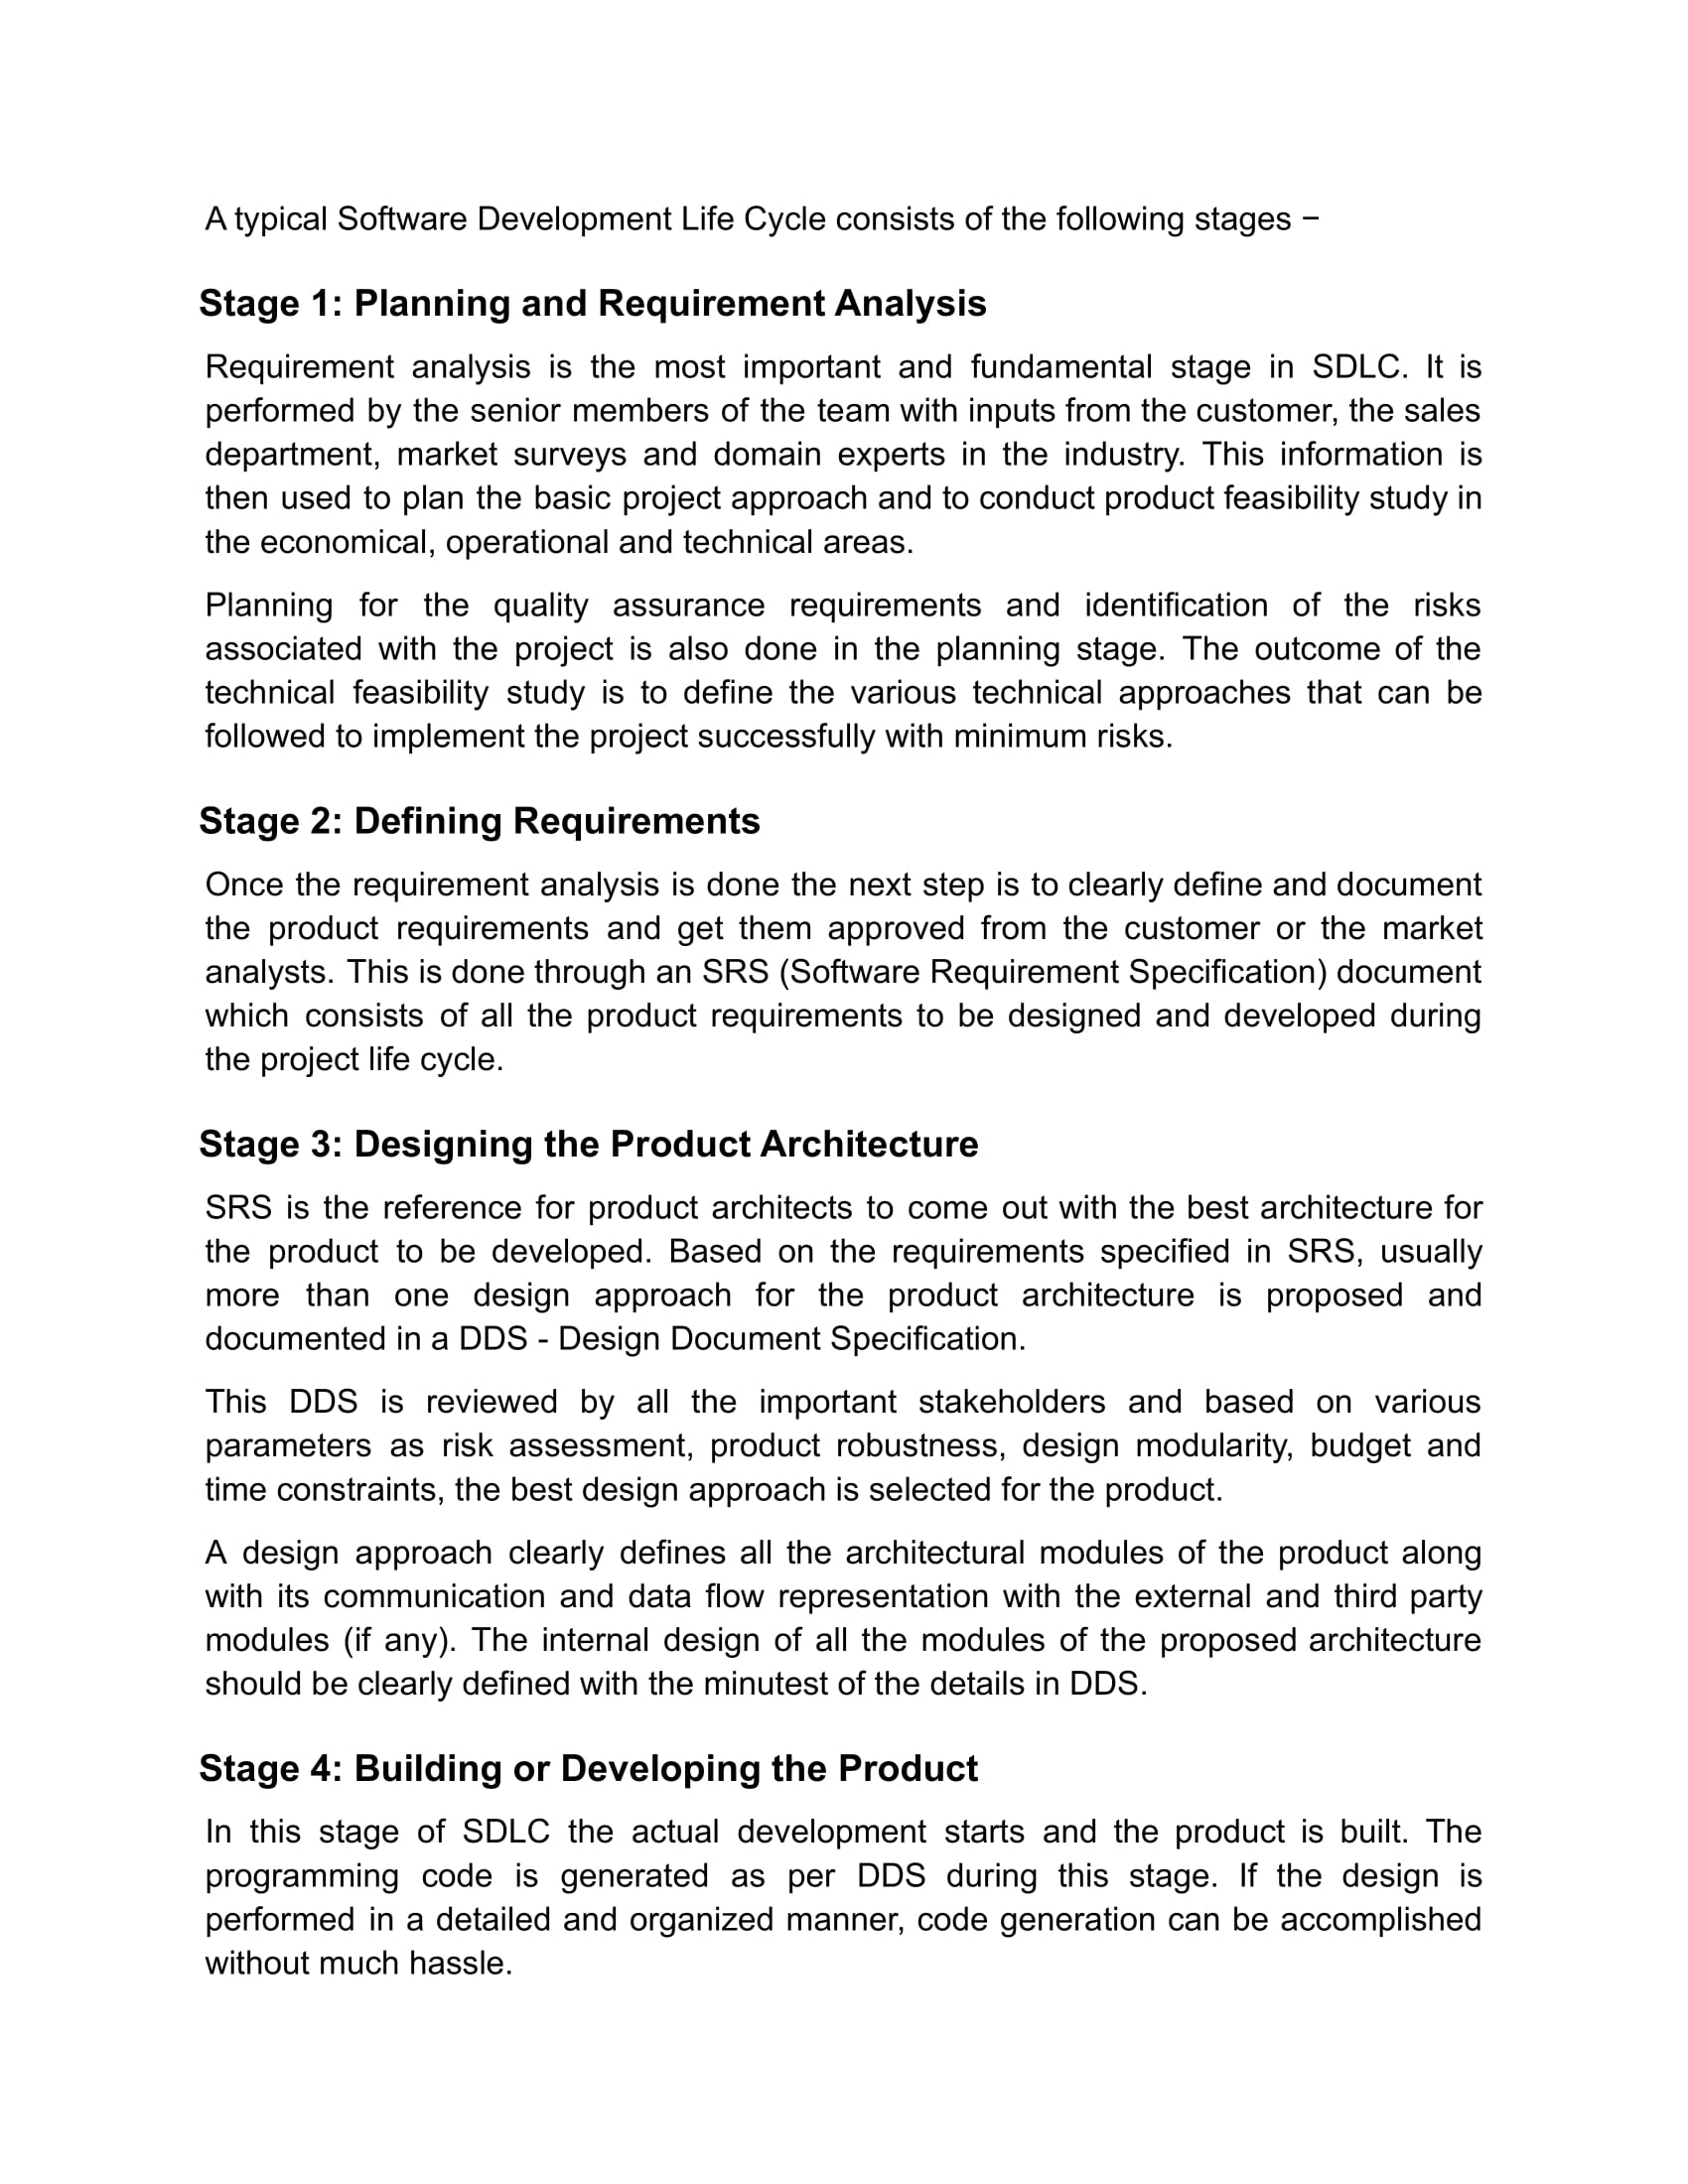 A typical Software Development Life Cycle consists of the following stages −
Stage 1: Planning and Requirement Analysis
Requirement analysis is the most important and fundamental stage in SDLC. It is
performed by the senior members of the team with inputs from the customer, the sales
department, market surveys and domain experts in the industry. This information is
then used to plan the basic project approach and to conduct product feasibility study in
the economical, operational and technical areas.
Planning for the quality assurance requirements and identification of the risks
associated with the project is also done in the planning stage. The outcome of the
technical feasibility study is to define the various technical approaches that can be
followed to implement the project successfully with minimum risks.
Stage 2: Defining Requirements
Once the requirement analysis is done the next step is to clearly define and document
the product requirements and get them approved from the customer or the market
analysts. This is done through an SRS (Software Requirement Specification) document
which consists of all the product requirements to be designed and developed during
the project life cycle.
Stage 3: Designing the Product Architecture
SRS is the reference for product architects to come out with the best architecture for
the product to be developed. Based on the requirements specified in SRS, usually
more than one design approach for the product architecture is proposed and
documented in a DDS - Design Document Specification.
This DDS is reviewed by all the important stakeholders and based on various
parameters as risk assessment, product robustness, design modularity, budget and
time constraints, the best design approach is selected for the product.
A design approach clearly defines all the architectural modules of the product along
with its communication and data flow representation with the external and third party
modules (if any). The internal design of all the modules of the proposed architecture
should be clearly defined with the minutest of the details in DDS.
Stage 4: Building or Developing the Product
In this stage of SDLC the actual development starts and the product is built. The
programming code is generated as per DDS during this stage. If the design is
performed in a detailed and organized manner, code generation can be accomplished
without much hassle.